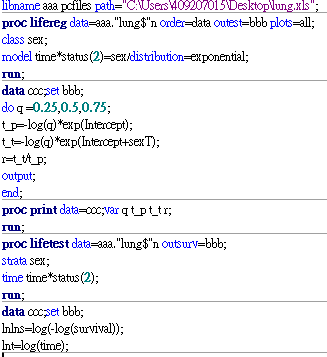 libname aaa pcfiles path="C:\Users\409207015\Desktop\lung.xls";
proc lifereg data=aaa."lung$"n order=data outest=bbb plots=all;
class sex;
model time*status(2)=sex/distribution=exponential;
run;
data ccc;set bbb;
do q =0.25,0.5,0.75;
t_p=-log(q)*exp(Intercept);
t_t=-log(q)*exp(Intercept+sexT);
r=t_t/t_p;
output;
end;
proc print data=ccc;var q t_p t_t r;
run;
proc lifetest data=aaa."lung$"n outsurv=bbb;
strata sex;
time time*status(2);
run;
data ccc;set bbb;
lnlns=log(-log(survival));
lnt=log(time);